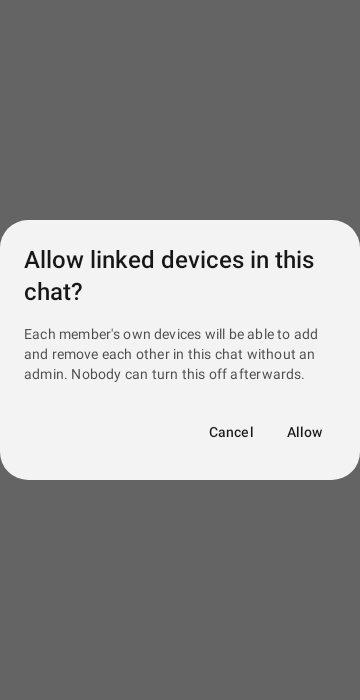 Allow linked devices in this
chat?
Each member's own devices will be able to add
and remove each other in this chat without an
admin. Nobody can turn this off afterwards.
Cancel
Allow